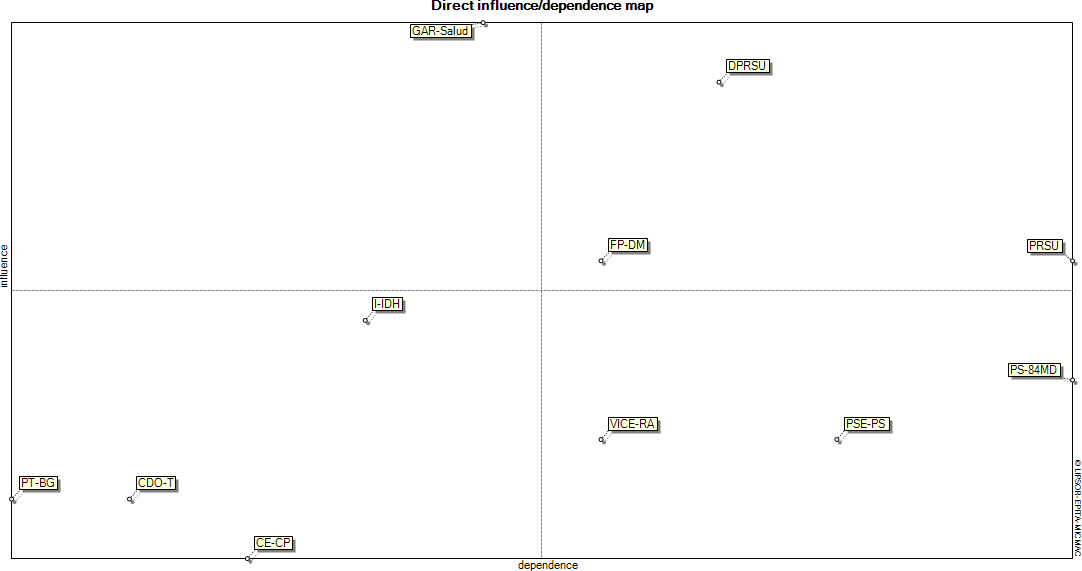 Direct influence/dependence map
GAR-Salud
DPRSU
FP-DM
PRSU
influence
I-IDH
PS-84MD
VICE-RA
PSE-PS
PT-BG
CDO-T
CE-CP
© LIPSOR-EPITA-MICMAC
dependence